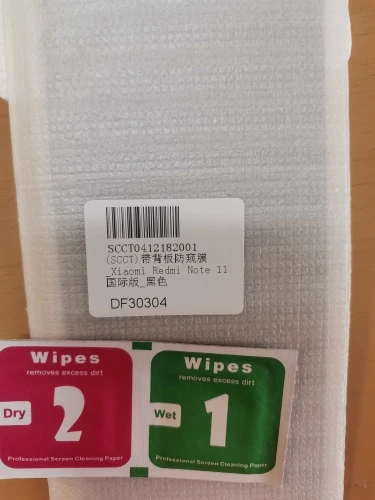 SCCT0412182001
(SCCT)带背板防窥膜
_Xiaomi Redmi Note 11
国际版_黑色
DF30304
Wipes
removes excess dirt
Dry
2
Professional Screen Cleaning Paper
Wipes
removes excess dirt
Wet
1
Professional Screen Cleaning Paper